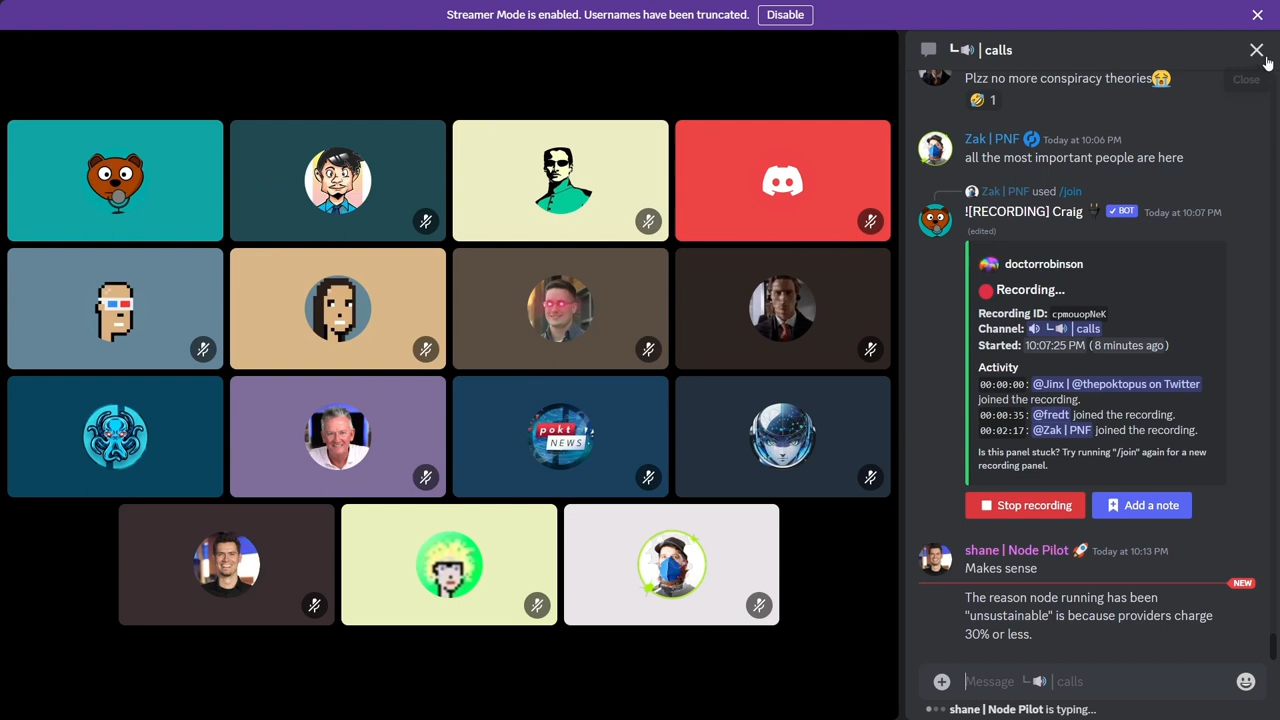 Streamer Mode is enabled. Usernames have been truncated.
Disable
calls
Close
Plzz no more conspiracy theories😭
🤣 1
Zak | PNF Today at 10:06 PM
all the most important people are here
Zak | PNF used /join
![RECORDING] Craig ✓ BOT Today at 10:07 PM
(edited)
doctorrobinson
Recording...
Recording ID: cpmouopNeK
Channel: calls
Started: 10:07:25 PM (8 minutes ago)
Activity
00:00:00: @Jinx | @thepoktopus on Twitter
joined the recording.
00:00:35: @fredt joined the recording.
00:02:17: @Zak | PNF joined the recording.
Is this panel stuck? Try running "/join" again for a new
recording panel.
Stop recording
Add a note
shane | Node Pilot 🚀 Today at 10:13 PM
Makes sense
NEW
The reason node running has been
"unsustainable" is because providers charge
30% or less.
Message calls
shane | Node Pilot is typing...
pokt
NEWS